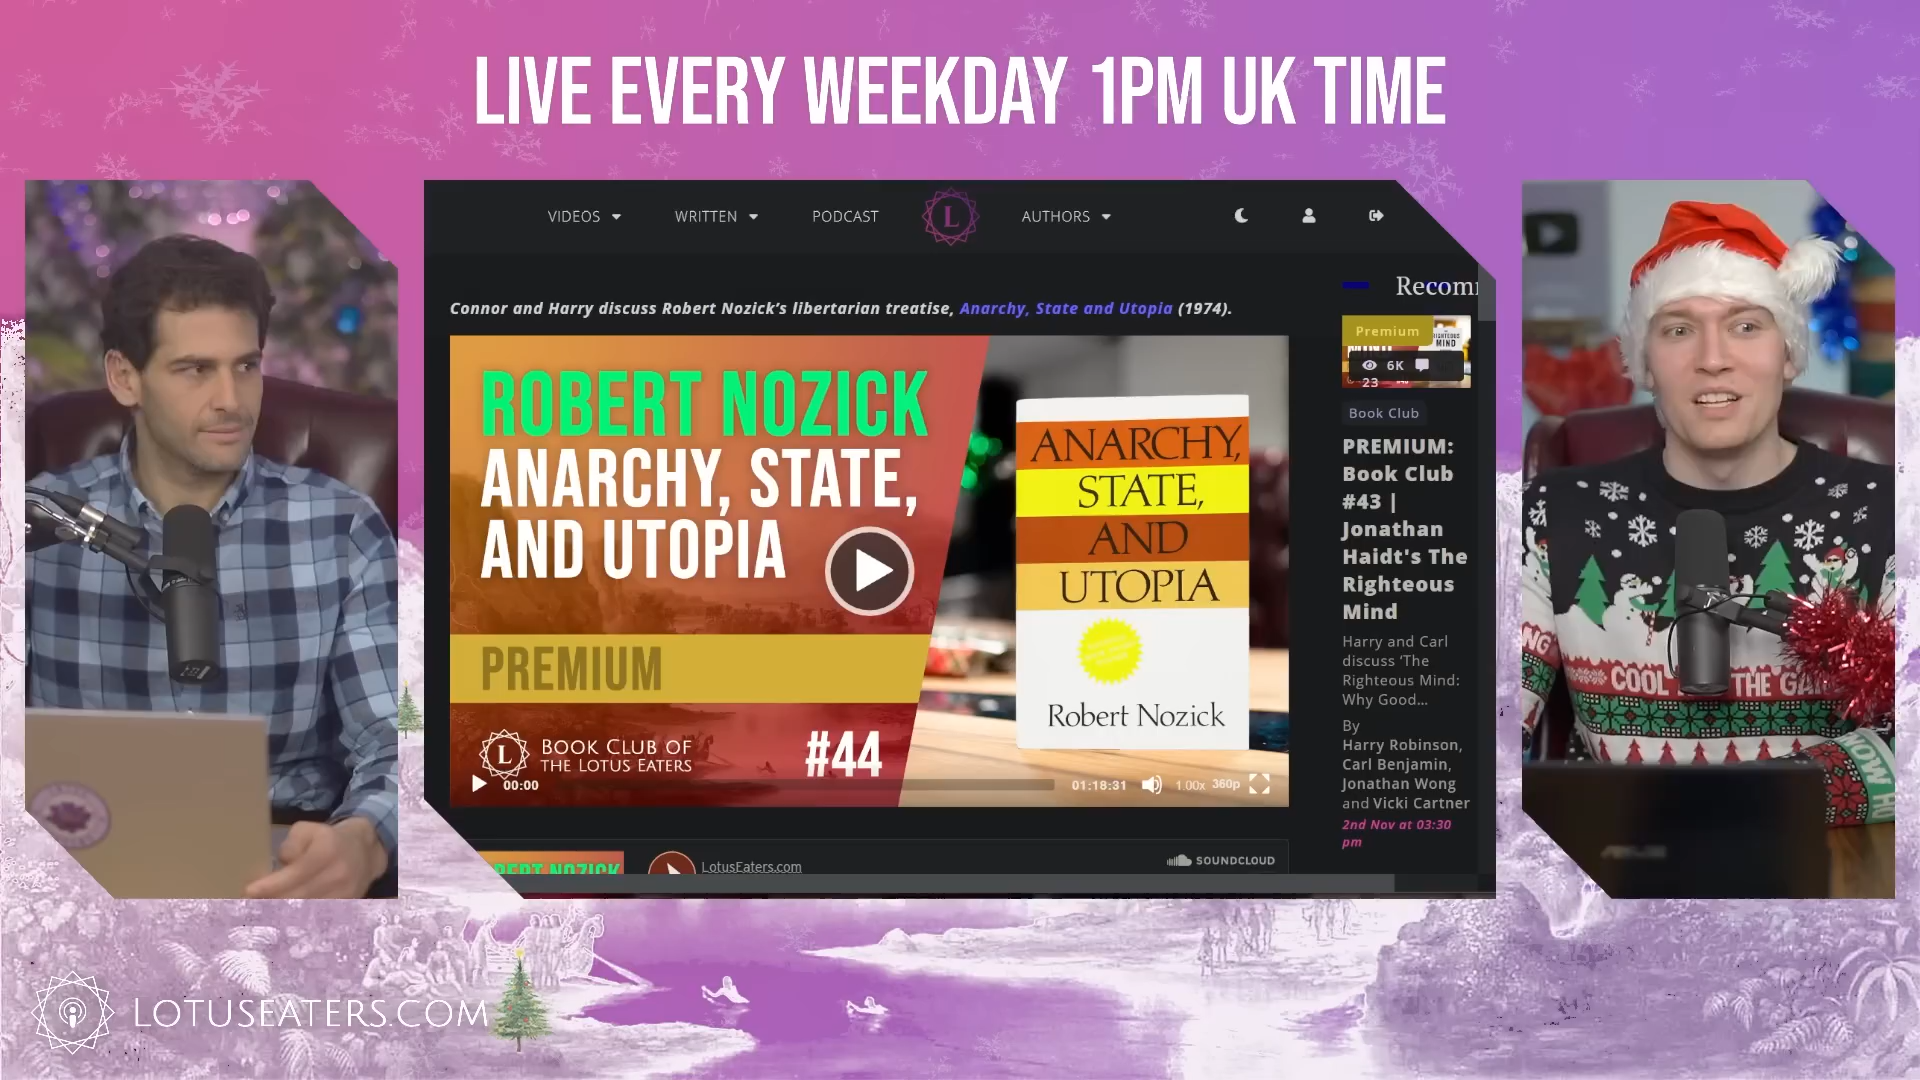 LIVE EVERY WEEKDAY 1PM UK TIME
VIDEOS
WRITTEN
PODCAST
L
AUTHORS
Connor and Harry discuss Robert Nozick's libertarian treatise, Anarchy, State and Utopia (1974).
ROBERT NOZICK
ANARCHY, STATE,
AND UTOPIA
PREMIUM
L
BOOK CLUB OF
THE LOTUS EATERS
#44
00:00
01:18:31
1.00x
360p
ANARCHY,
STATE,
AND
UTOPIA
Robert Nozick
LotusEaters.com
SOUNDCLOUD
Recom
Premium
RIGHTEOUS
MIND
6K
23
Book Club
PREMIUM:
Book Club
#43 |
Jonathan
Haidt's The
Righteous
Mind
Harry and Carl
discuss 'The
Righteous Mind:
Why Good...
By
Harry Robinson,
Carl Benjamin,
Jonathan Wong
and Vicki Cartner
2nd Nov at 03:30
pm
COOL
THE GA
LOTUSEATERS.COM